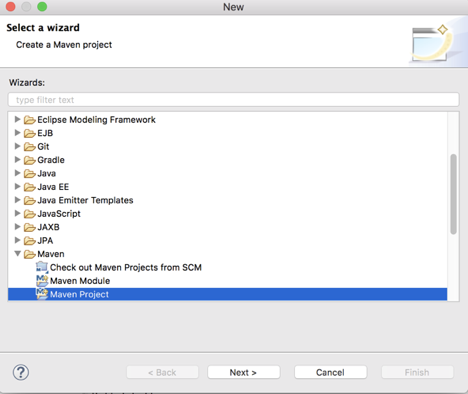 New
Select a wizard
Create a Maven project
Wizards:
type filter text
Eclipse Modeling Framework
EJB
Git
Gradle
Java
Java EE
Java Emitter Templates
JavaScript
JAXB
JPA
Maven
Check out Maven Projects from SCM
Maven Module
Maven Project
< Back
Next >
Cancel
Finish